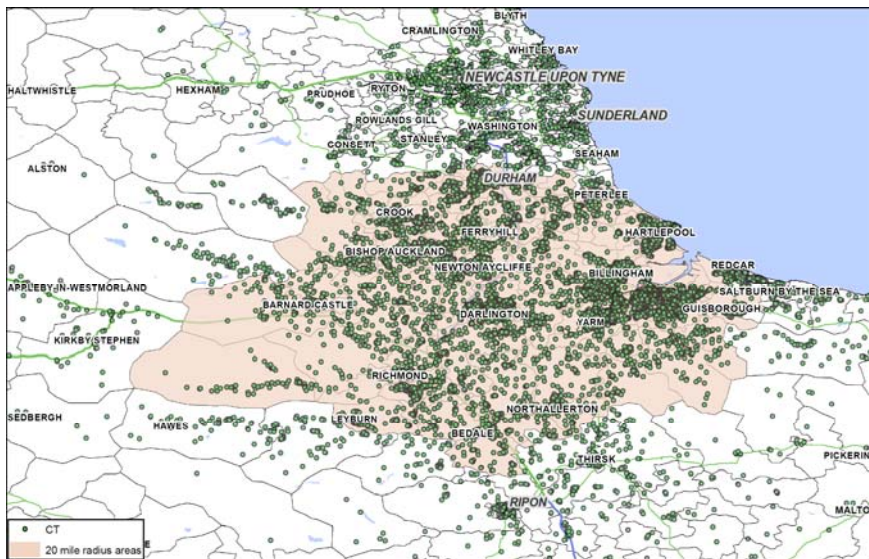 BLYTH
CRAMLINGTON
WHITLEY BAY
NEWCASTLE UPON TYNE
HALTWHISTLE
HEXHAM
PRUDHOE
RYTON
ROWLANDS GILL
WASHINGTON
SUNDERLAND
STANLEY
CONSETT
SEAHAM
ALSTON
DURHAM
PETERLEE
CROOK
FERRYHILL
HARTLEPOOL
BISHOP AUCKLAND
NEWTON AYCLIFFE
BILLINGHAM
REDCAR
APPLEBY-IN-WESTMORLAND
SALTBURN BY THE SEA
BARNARD CASTLE
DARLINGTON
YARM
GUISBOROUGH
KIRKBY STEPHEN
RICHMOND
SEDBERGH
HAWES
LEYBURN
NORTHALLERTON
BEDALE
THIRSK
PICKERIN
RIPON
MALTO
CT
20 mile radius areas